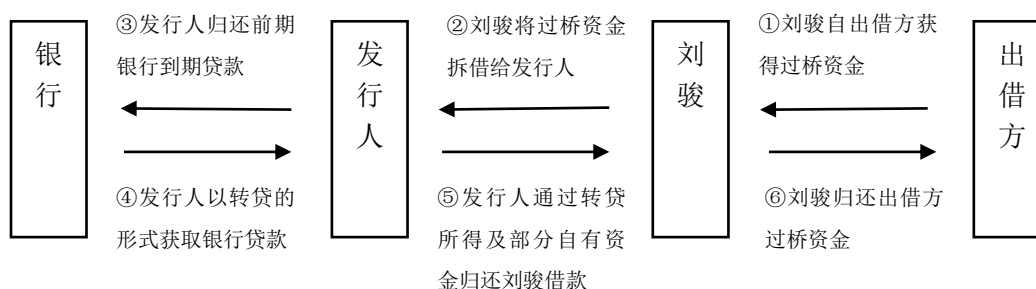 ③发行人归还前期
银行到期贷款
②刘骏将过桥资金
拆借给发行人
①刘骏自出借方获
得过桥资金
银
行
发
行
人
刘
骏
出
借
方
④发行人以转贷的
形式获取银行贷款
⑤发行人通过转贷
所得及部分自有资
金归还刘骏借款
⑥刘骏归还出借方
过桥资金